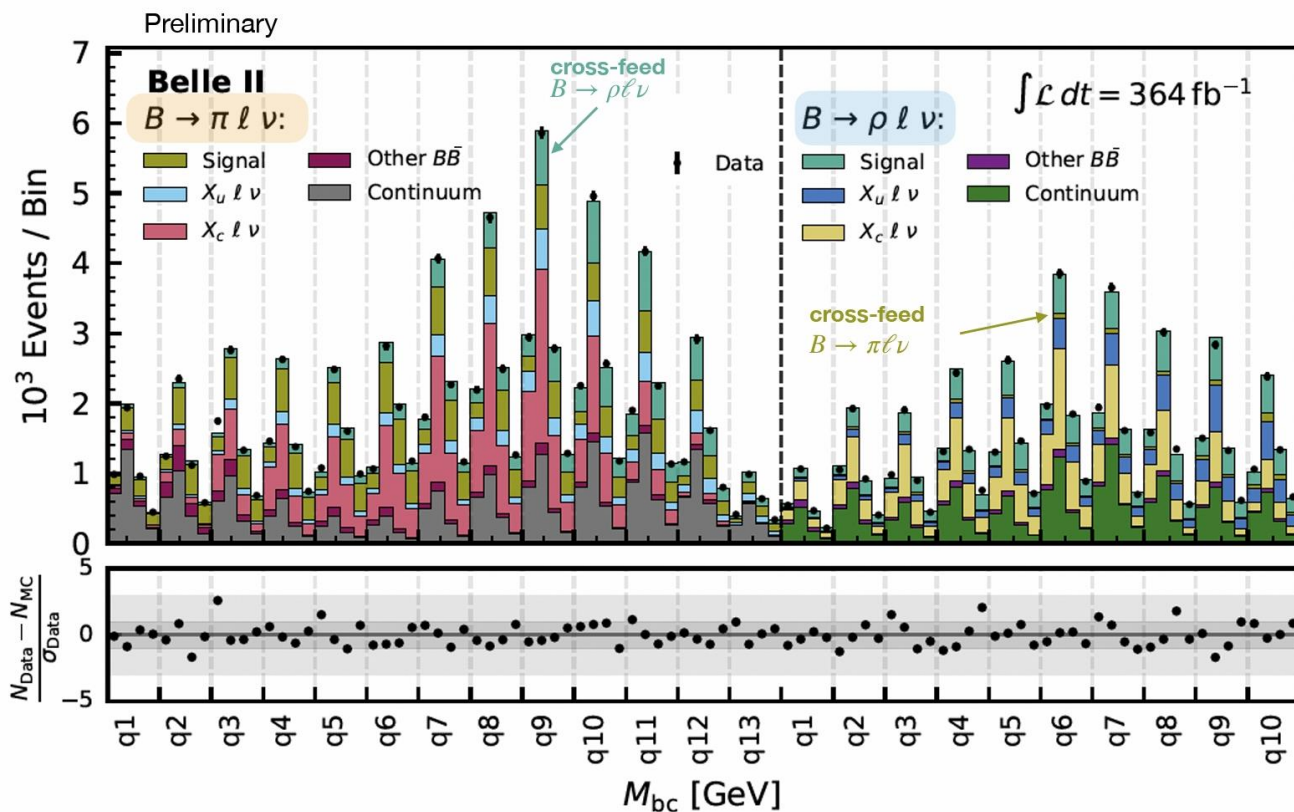 Preliminary
Belle II
B → π ℓ ν:
Signal
X_u ℓ ν
X_c ℓ ν
Other BB̄
Continuum
cross-feed
B → ρℓν
Data
∫ℒ dt = 364 fb⁻¹
B → ρ ℓ ν:
Signal
X_u ℓ ν
X_c ℓ ν
Other BB̄
Continuum
cross-feed
B → πℓν
10³ Events / Bin
7
6
5
4
3
2
1
0
(N_Data − N_MC) / σ_Data
5
0
−5
q1 q2 q3 q4 q5 q6 q7 q8 q9 q10 q11 q12 q13 q1 q2 q3 q4 q5 q6 q7 q8 q9 q10
M_bc [GeV]